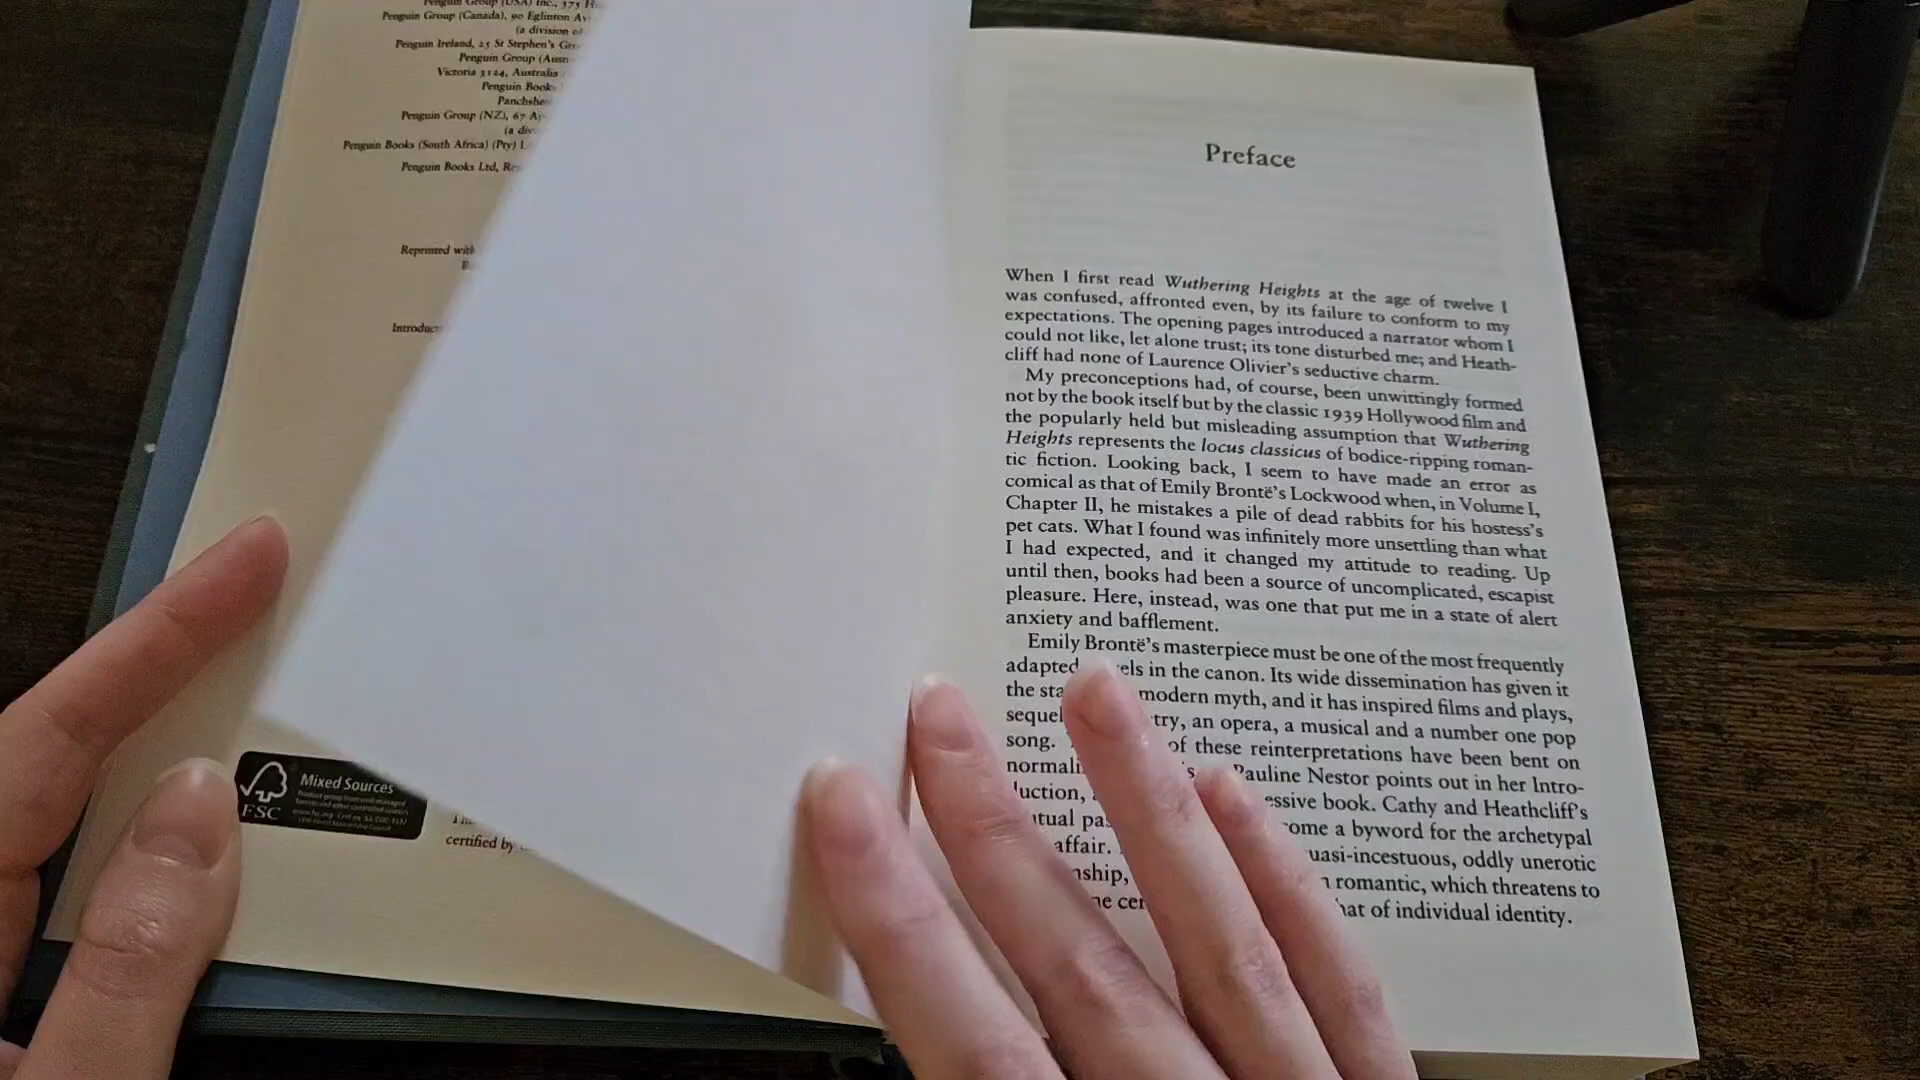 Penguin Group (USA) Inc., 375 H
Penguin Group (Canada), 90 Eglinton Av
(a division of
Penguin Ireland, 25 St Stephen's Gre
Penguin Group (Aust
Victoria 3124, Australia
Penguin Book
Panchshe
Penguin Group (NZ), 67 A
(a div
Penguin Books (South Africa) (Pty) L
Penguin Books Ltd, Re
Reprinted with
Introduc
Mixed Sources
FSC
certified by
Preface
When I first read Wuthering Heights at the age of twelve I
was confused, affronted even, by its failure to conform to my
expectations. The opening pages introduced a narrator whom I
could not like, let alone trust; its tone disturbed me; and Heath-
cliff had none of Laurence Olivier's seductive charm.
My preconceptions had, of course, been unwittingly formed
not by the book itself but by the classic 1939 Hollywood film and
the popularly held but misleading assumption that Wuthering
Heights represents the locus classicus of bodice-ripping roman-
tic fiction. Looking back, I seem to have made an error as
comical as that of Emily Brontë's Lockwood when, in Volume I,
Chapter II, he mistakes a pile of dead rabbits for his hostess's
pet cats. What I found was infinitely more unsettling than what
I had expected, and it changed my attitude to reading. Up
until then, books had been a source of uncomplicated, escapist
pleasure. Here, instead, was one that put me in a state of alert
anxiety and bafflement.
Emily Brontë's masterpiece must be one of the most frequently
adapted vels in the canon. Its wide dissemination has given it
the sta modern myth, and it has inspired films and plays,
sequel try, an opera, a musical and a number one pop
song. of these reinterpretations have been bent on
normali s Pauline Nestor points out in her Intro-
duction, essive book. Cathy and Heathcliff's
utual pas ome a byword for the archetypal
affair. uasi-incestuous, oddly unerotic
nship, n romantic, which threatens to
ne cer hat of individual identity.